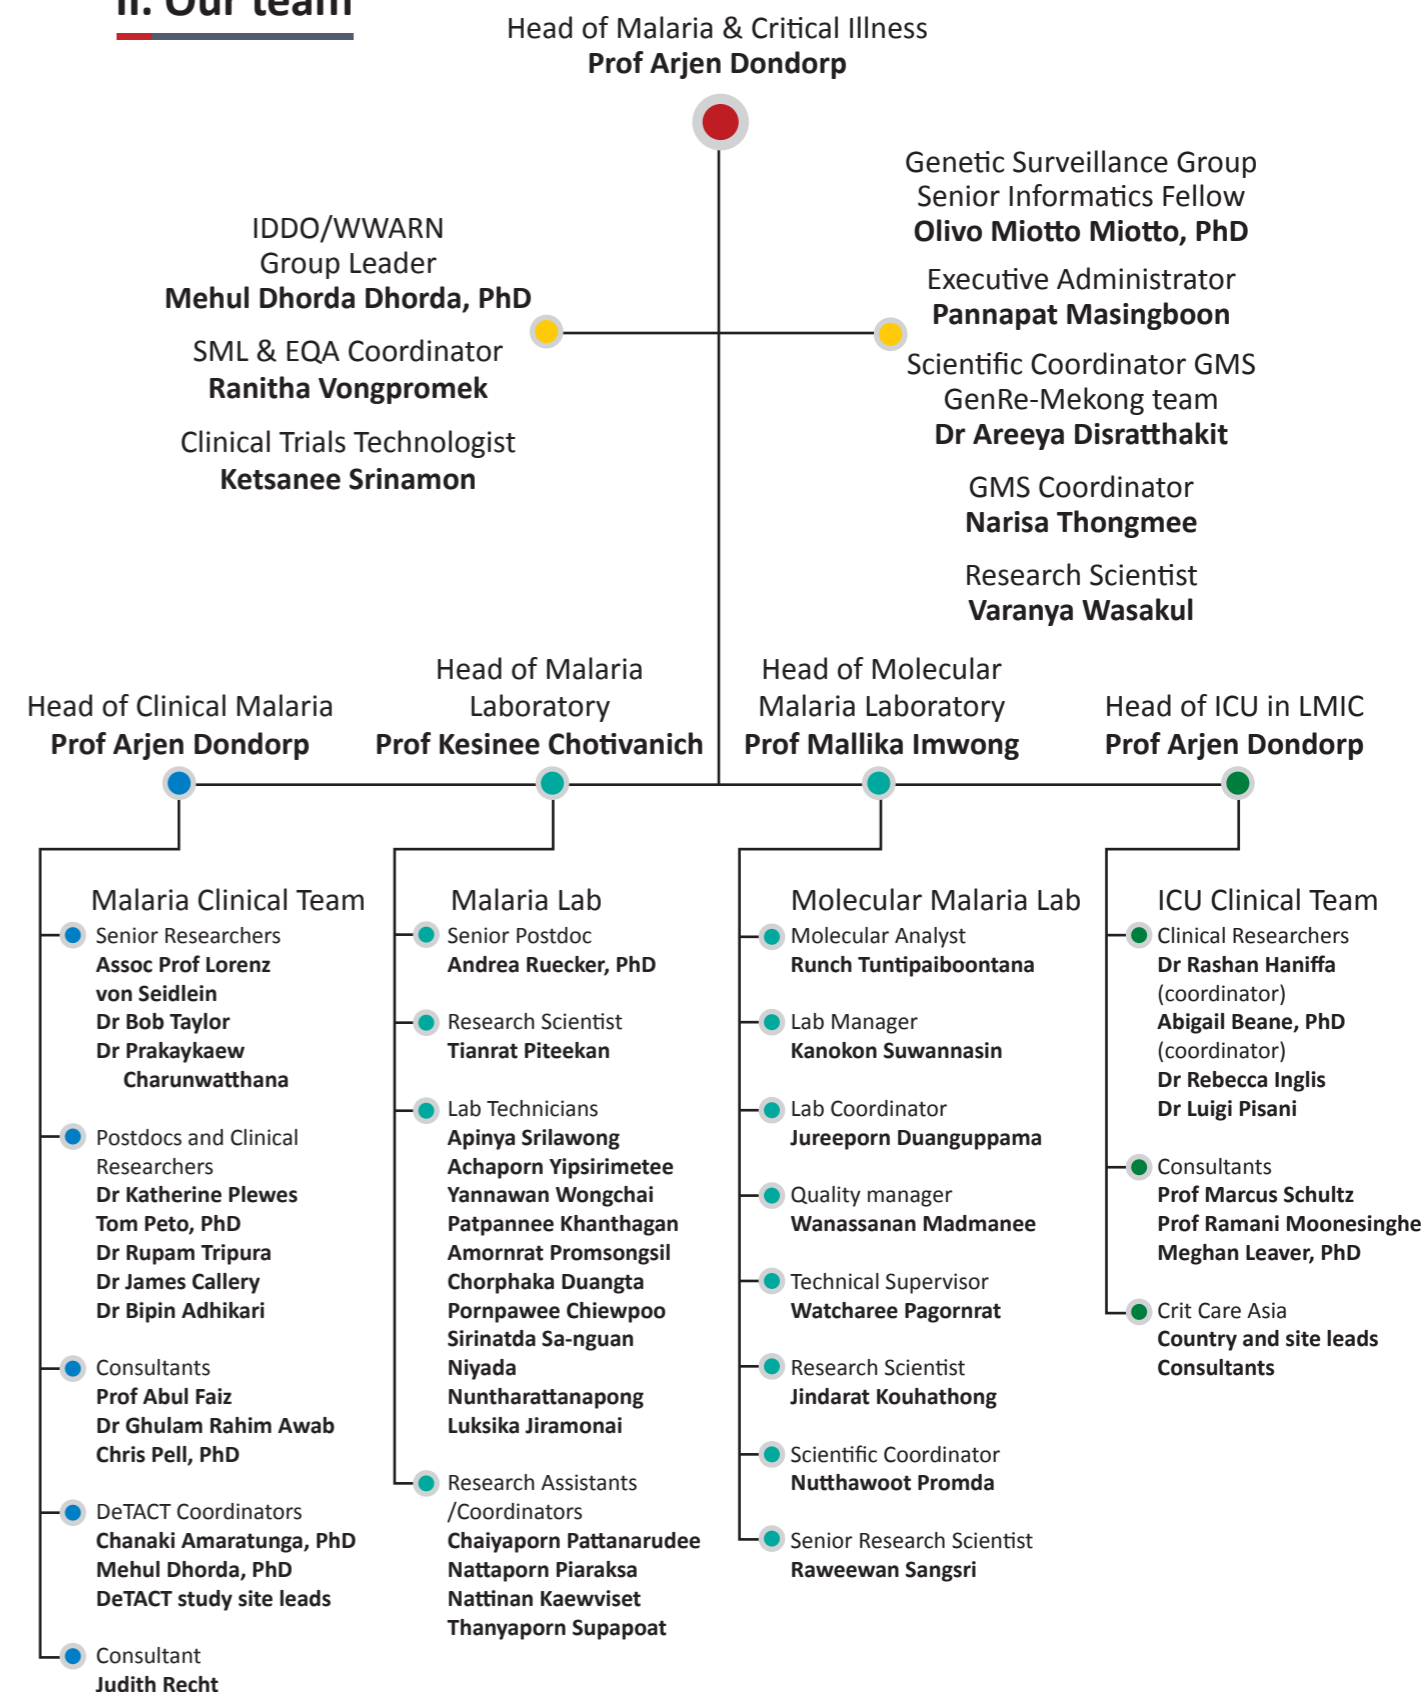 II. Our team
Head of Malaria & Critical Illness
Prof Arjen Dondorp
IDDO/WWARN
Group Leader
Mehul Dhorda Dhorda, PhD
SML & EQA Coordinator
Ranitha Vongpromek
Clinical Trials Technologist
Ketsanee Srinamon
Genetic Surveillance Group
Senior Informatics Fellow
Olivo Miotto Miotto, PhD
Executive Administrator
Pannapat Masingboon
Scientific Coordinator GMS
GenRe-Mekong team
Dr Areeya Disratthakit
GMS Coordinator
Narisa Thongmee
Research Scientist
Varanya Wasakul
Head of Clinical Malaria
Prof Arjen Dondorp
Head of Malaria
Laboratory
Prof Kesinee Chotivanich
Head of Molecular
Malaria Laboratory
Prof Mallika Imwong
Head of ICU in LMIC
Prof Arjen Dondorp
Malaria Clinical Team
Senior Researchers
Assoc Prof Lorenz
von Seidlein
Dr Bob Taylor
Dr Prakaykaew
Charunwatthana
Postdocs and Clinical
Researchers
Dr Katherine Plewes
Tom Peto, PhD
Dr Rupam Tripura
Dr James Callery
Dr Bipin Adhikari
Consultants
Prof Abul Faiz
Dr Ghulam Rahim Awab
Chris Pell, PhD
DeTACT Coordinators
Chanaki Amaratunga, PhD
Mehul Dhorda, PhD
DeTACT study site leads
Consultant
Judith Recht
Malaria Lab
Senior Postdoc
Andrea Ruecker, PhD
Research Scientist
Tianrat Piteekan
Lab Technicians
Apinya Srilawong
Achaporn Yipsirimetee
Yannawan Wongchai
Patpannee Khanthagan
Amornrat Promsongsil
Chorphaka Duangta
Pornpawee Chiewpoo
Sirinatda Sa-nguan
Niyada
Nuntharattanapong
Luksika Jiramonai
Research Assistants
/Coordinators
Chaiyaporn Pattanarudee
Nattaporn Piaraksa
Nattinan Kaewviset
Thanyaporn Supapoat
Molecular Malaria Lab
Molecular Analyst
Runch Tuntipaiboontana
Lab Manager
Kanokon Suwannasin
Lab Coordinator
Jureeporn Duanguppama
Quality manager
Wanassanan Madmanee
Technical Supervisor
Watcharee Pagornrat
Research Scientist
Jindarat Kouhathong
Scientific Coordinator
Nutthawoot Promda
Senior Research Scientist
Raweewan Sangsri
ICU Clinical Team
Clinical Researchers
Dr Rashan Haniffa
(coordinator)
Abigail Beane, PhD
(coordinator)
Dr Rebecca Inglis
Dr Luigi Pisani
Consultants
Prof Marcus Schultz
Prof Ramani Moonesinghe
Meghan Leaver, PhD
Crit Care Asia
Country and site leads
Consultants